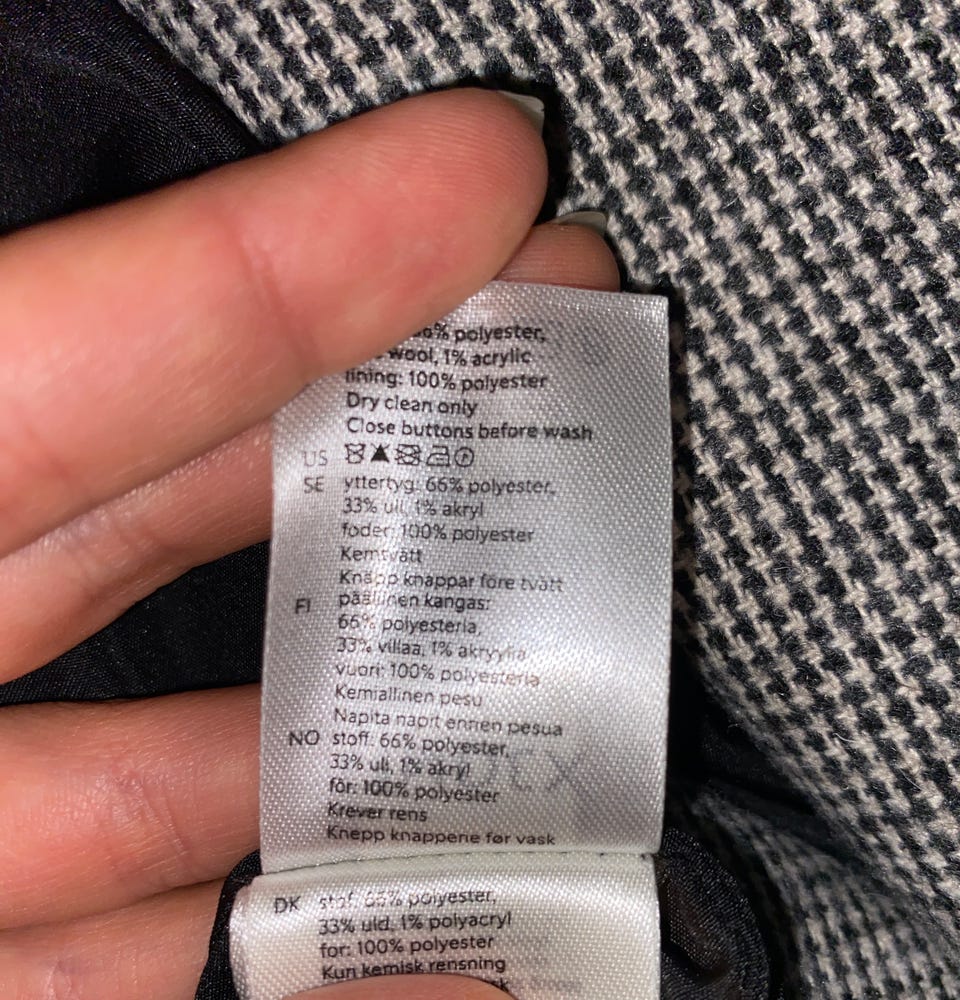 66% polyester,
wool, 1% acrylic
lining: 100% polyester
Dry clean only
Close buttons before wash
US
SE yttertyg: 66% polyester,
33% ull, 1% akryl
foder: 100% polyester
Kemtvätt
Knäpp knappar före tvätt
FI päällinen kangas:
66% polyesteria,
33% villaa, 1% akryylia
vuori: 100% polyesteria
Kemiallinen pesu
Napita napit ennen pesua
NO stoff: 66% polyester,
33% ull, 1% akryl
fôr: 100% polyester
Krever rens
Knepp knappene før vask
DK stof: 66% polyester,
33% uld, 1% polyacryl
for: 100% polyester
Kun kemisk rensning